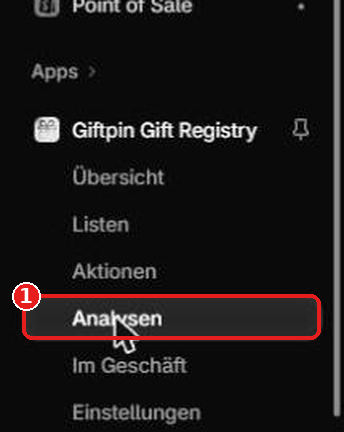 Point of Sale
Apps
Giftpin Gift Registry
Übersicht
Listen
Aktionen
1
Analysen
Im Geschäft
Einstellungen